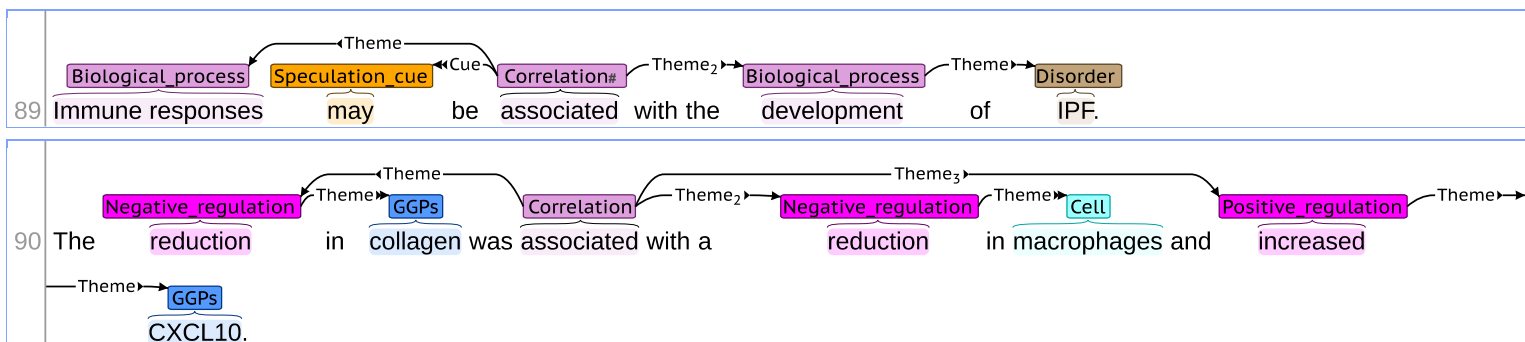 Theme
Biological_process Speculation_cue Cue Correlation# Theme2 Biological_process Theme Disorder
89 Immune responses may be associated with the development of IPF.
Theme Theme3
Negative_regulation Theme GGPs Correlation Theme2 Negative_regulation Theme Cell Positive_regulation Theme
90 The reduction in collagen was associated with a reduction in macrophages and increased
Theme GGPs
CXCL10.